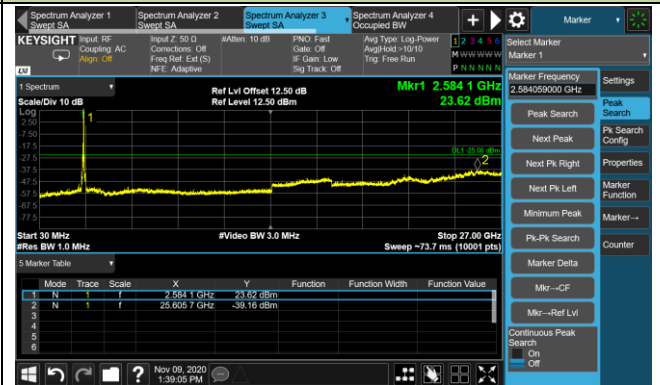 Spectrum Analyzer 1
Swept SA
Spectrum Analyzer 2
Swept SA
Spectrum Analyzer 3
Swept SA
Spectrum Analyzer 4
Occupied BW
+
Marker
KEYSIGHT
Input: RF
Coupling: AC
Align: Off
Input Z: 50 Ω
Corrections: Off
Freq Ref: Ext (S)
NFE: Adaptive
#Atten: 10 dB
PNO: Fast
Gate: Off
IF Gain: Low
Sig Track: Off
Avg Type: Log-Power
Avg|Hold:>10/10
Trig: Free Run
1 2 3 4 5 6
M W W W W W
P N N N N N
LXI
Select Marker
Marker 1
1 Spectrum
Scale/Div 10 dB
Ref Lvl Offset 12.50 dB
Ref Level 12.50 dBm
Mkr1 2.584 1 GHz
23.62 dBm
Log
2.50
-7.50
-17.5
-27.5
-37.5
-47.5
-57.5
-67.5
-77.5
1
DL1 -25.00 dBm
2
Start 30 MHz
#Res BW 1.0 MHz
#Video BW 3.0 MHz
Stop 27.00 GHz
Sweep ~73.7 ms (10001 pts)
5 Marker Table
Mode Trace Scale X Y Function Function Width Function Value
1 N 1 f 2.584 1 GHz 23.62 dBm
2 N 1 f 25.605 7 GHz -39.16 dBm
3
4
5
6
Marker Frequency
2.584059000 GHz
Peak Search
Next Peak
Next Pk Right
Next Pk Left
Minimum Peak
Pk-Pk Search
Marker Delta
Mkr→CF
Mkr→Ref Lvl
Continuous Peak
Search
On
Off
Settings
Peak
Search
Pk Search
Config
Properties
Marker
Function
Marker→
Counter
?
Nov 09, 2020
1:39:05 PM